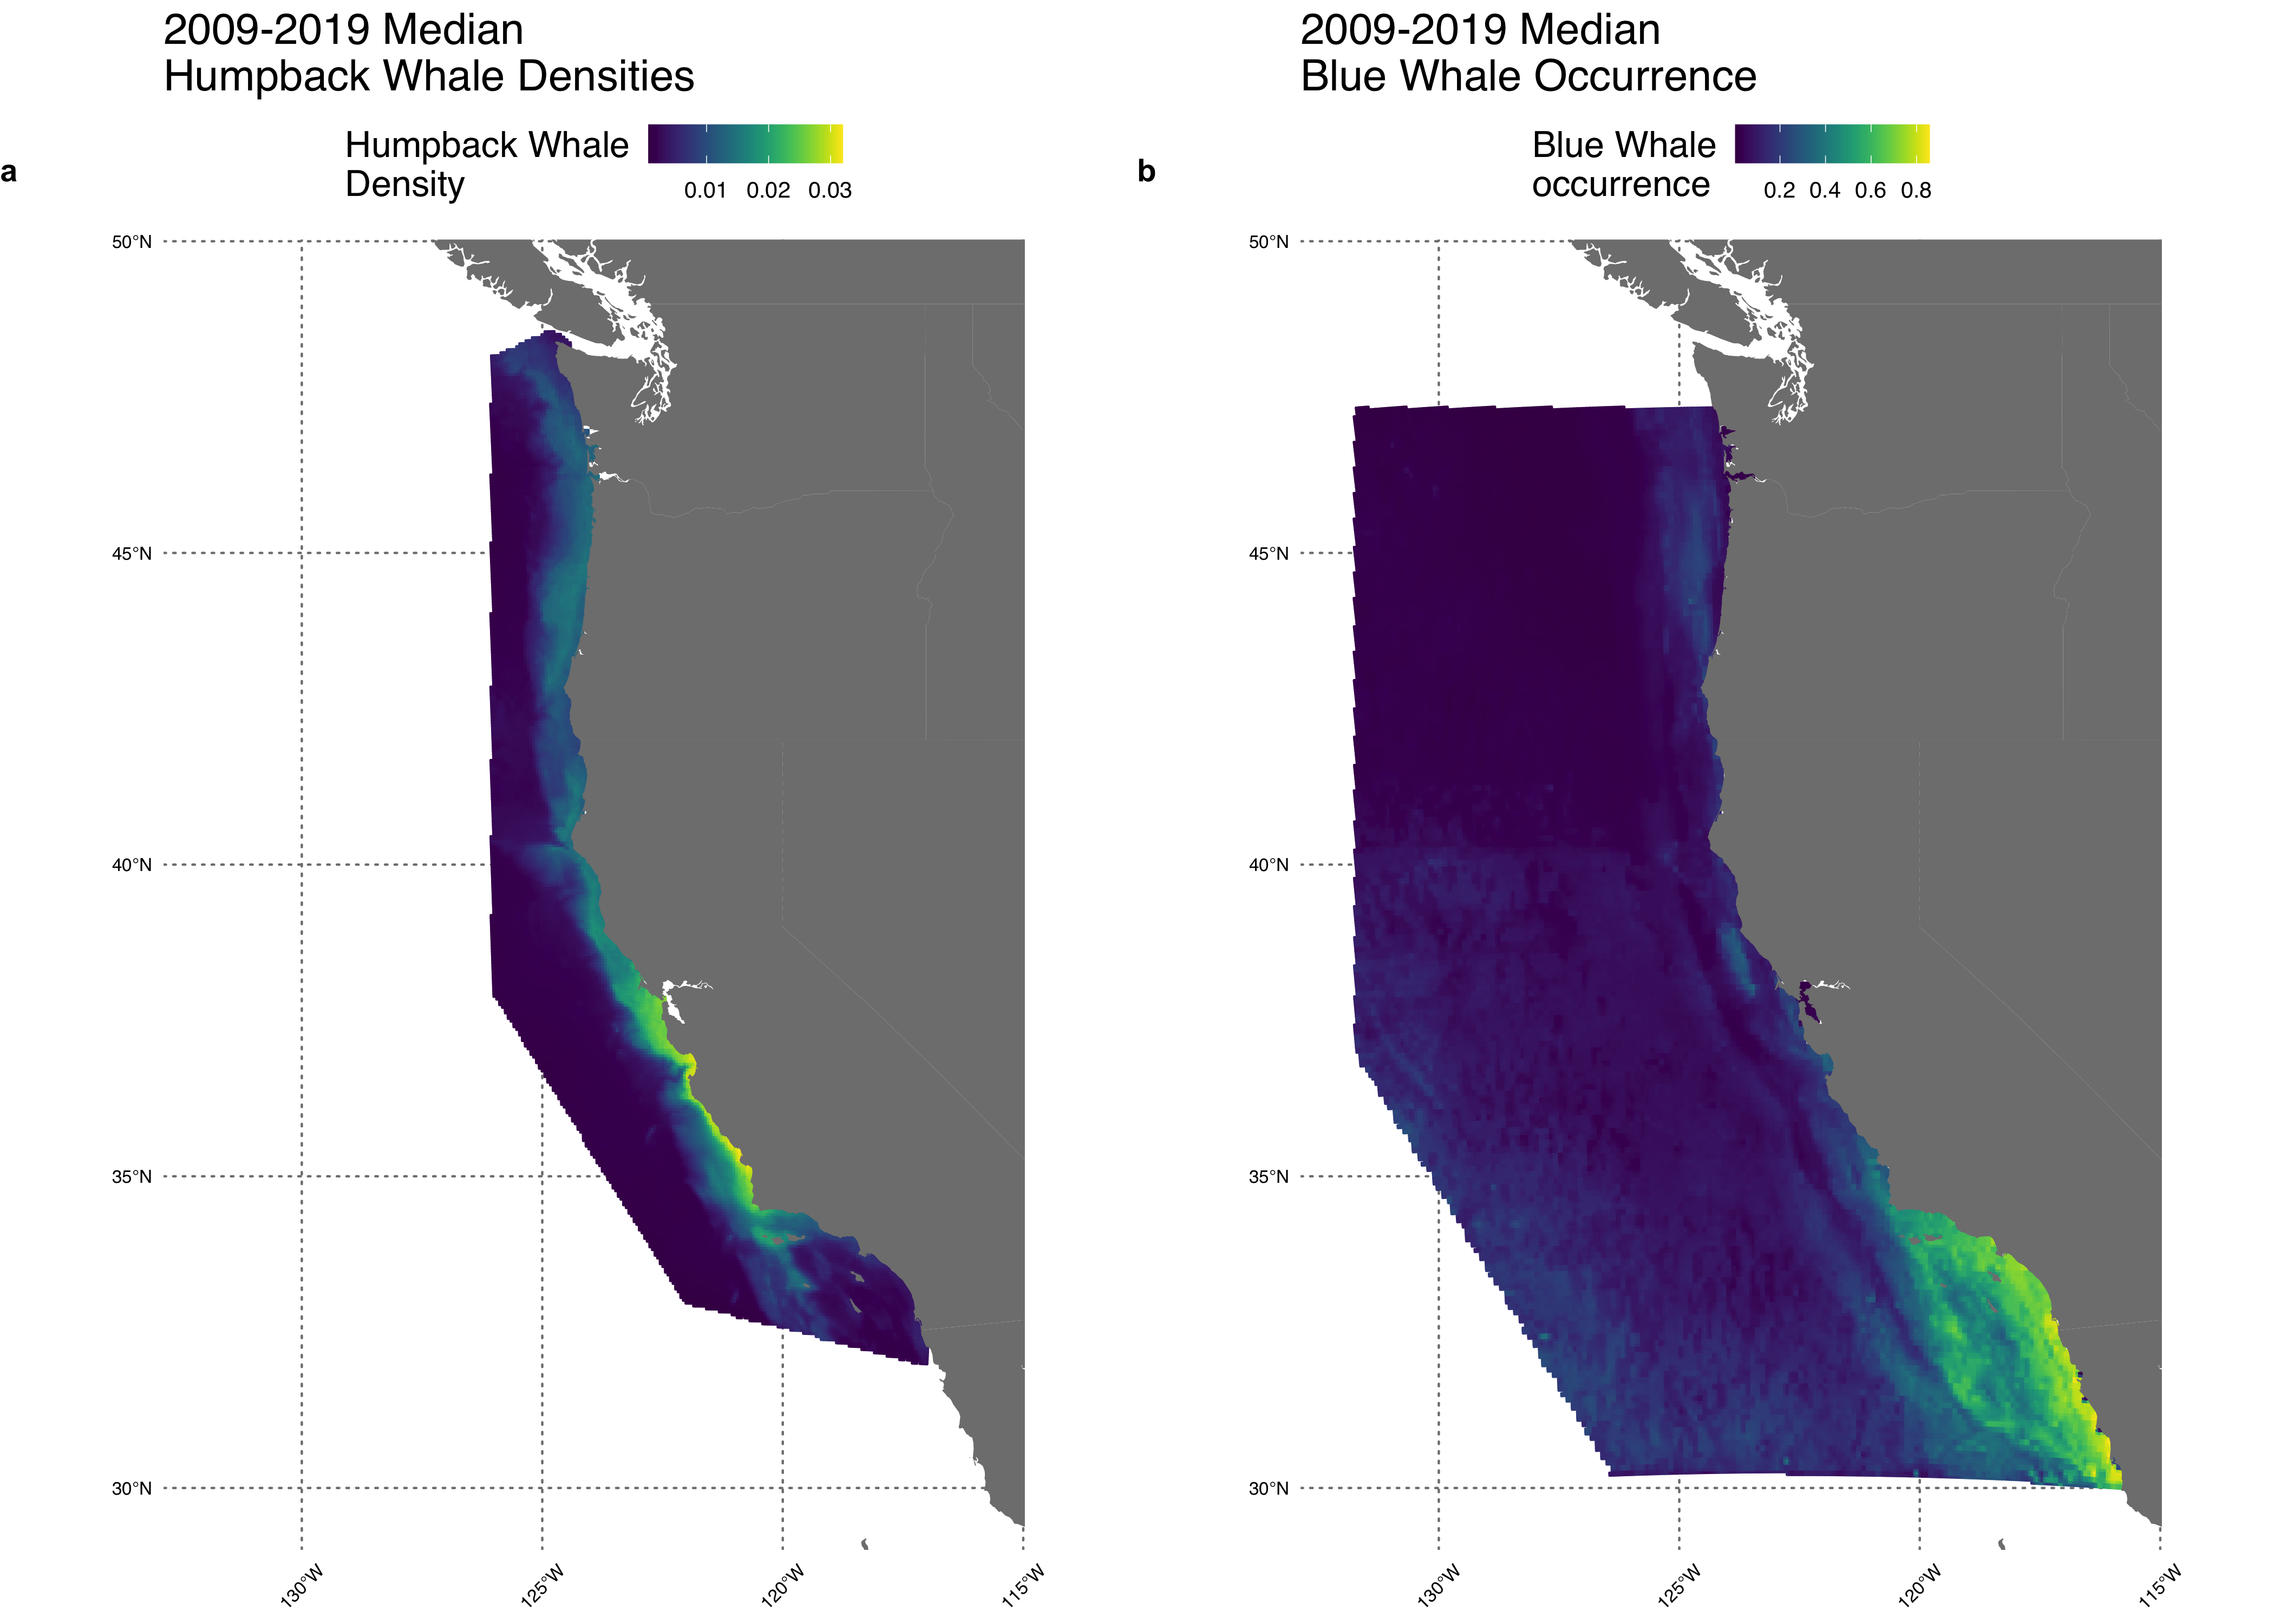 2009-2019 Median
Humpback Whale Densities
Humpback Whale
Density
0.01 0.02 0.03
a
50°N
45°N
40°N
35°N
30°N
130°W
125°W
120°W
115°W
2009-2019 Median
Blue Whale Occurrence
Blue Whale
occurrence
0.2 0.4 0.6 0.8
b
50°N
45°N
40°N
35°N
30°N
130°W
125°W
120°W
115°W